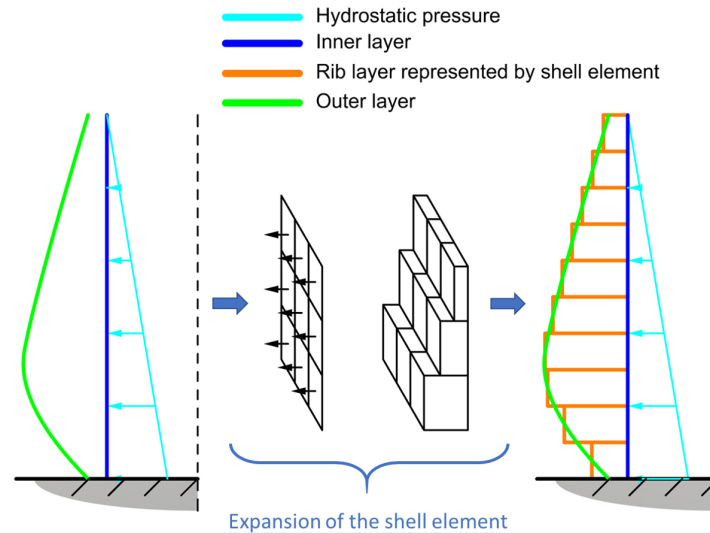 Hydrostatic pressure
Inner layer
Rib layer represented by shell element
Outer layer
Expansion of the shell element